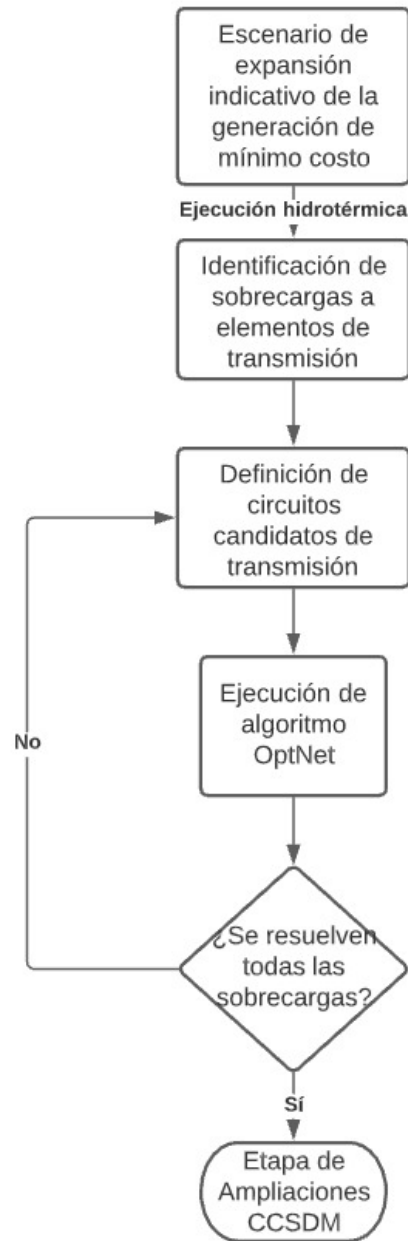 Escenario de
expansión
indicativo de la
generación de
mínimo costo
Ejecución hidrotérmica
Identificación de
sobrecargas a
elementos de
transmisión
Definición de
circuitos
candidatos de
transmisión
Ejecución de
algoritmo
OptNet
No
¿Se resuelven
todas las
sobrecargas?
Sí
Etapa de
Ampliaciones
CCSDM